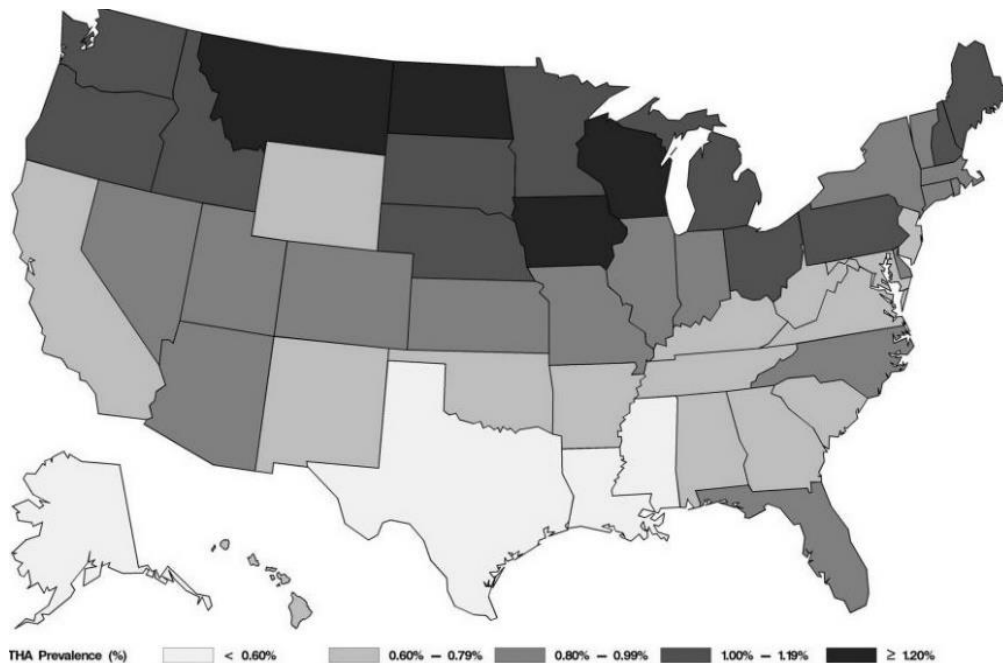 THA Prevalence (%) < 0.60% 0.60% – 0.79% 0.80% – 0.99% 1.00% – 1.19% ≥ 1.20%